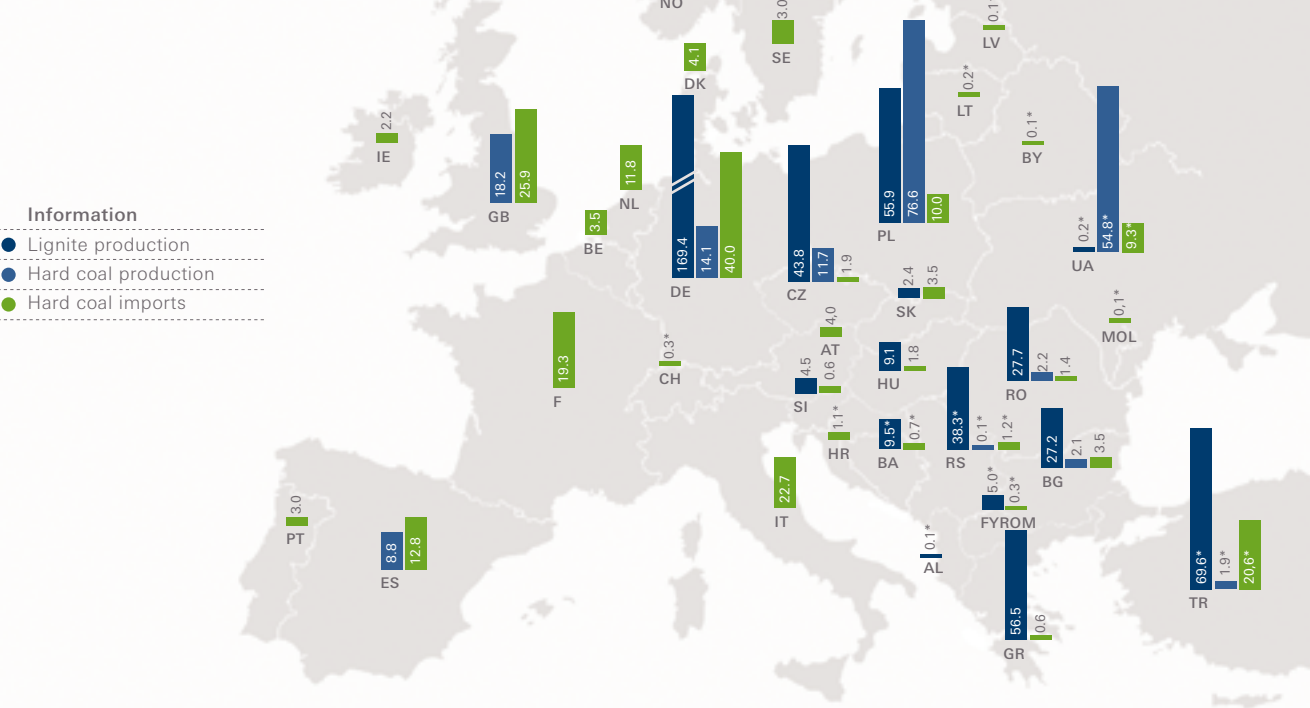 NO
3.0
SE
0.1
LV
4.1
DK
0.2*
LT
0.1*
BY
2.2
IE
18.2
25.9
GB
11.8
NL
3.5
BE
169.4
14.1
40.0
DE
43.8
11.7
1.9
CZ
55.9
76.6
10.0
PL
0.2*
54.8*
9.3*
UA
Information
Lignite production
Hard coal production
Hard coal imports
2.4
3.5
SK
0,1*
MOL
19.3
F
0.3*
CH
4,0
AT
4.5
0.6
SI
9.1
1.8
HU
27.7
2.2
1.4
RO
1.1*
HR
9.5*
0.7*
BA
38.3*
0.1*
1.2*
RS
27.2
2.1
3.5
BG
22.7
IT
5.0*
0.3*
FYROM
3.0
PT
8.8
12.8
ES
0.1*
AL
56.5
0.6
GR
69.6*
1.9*
20,6*
TR